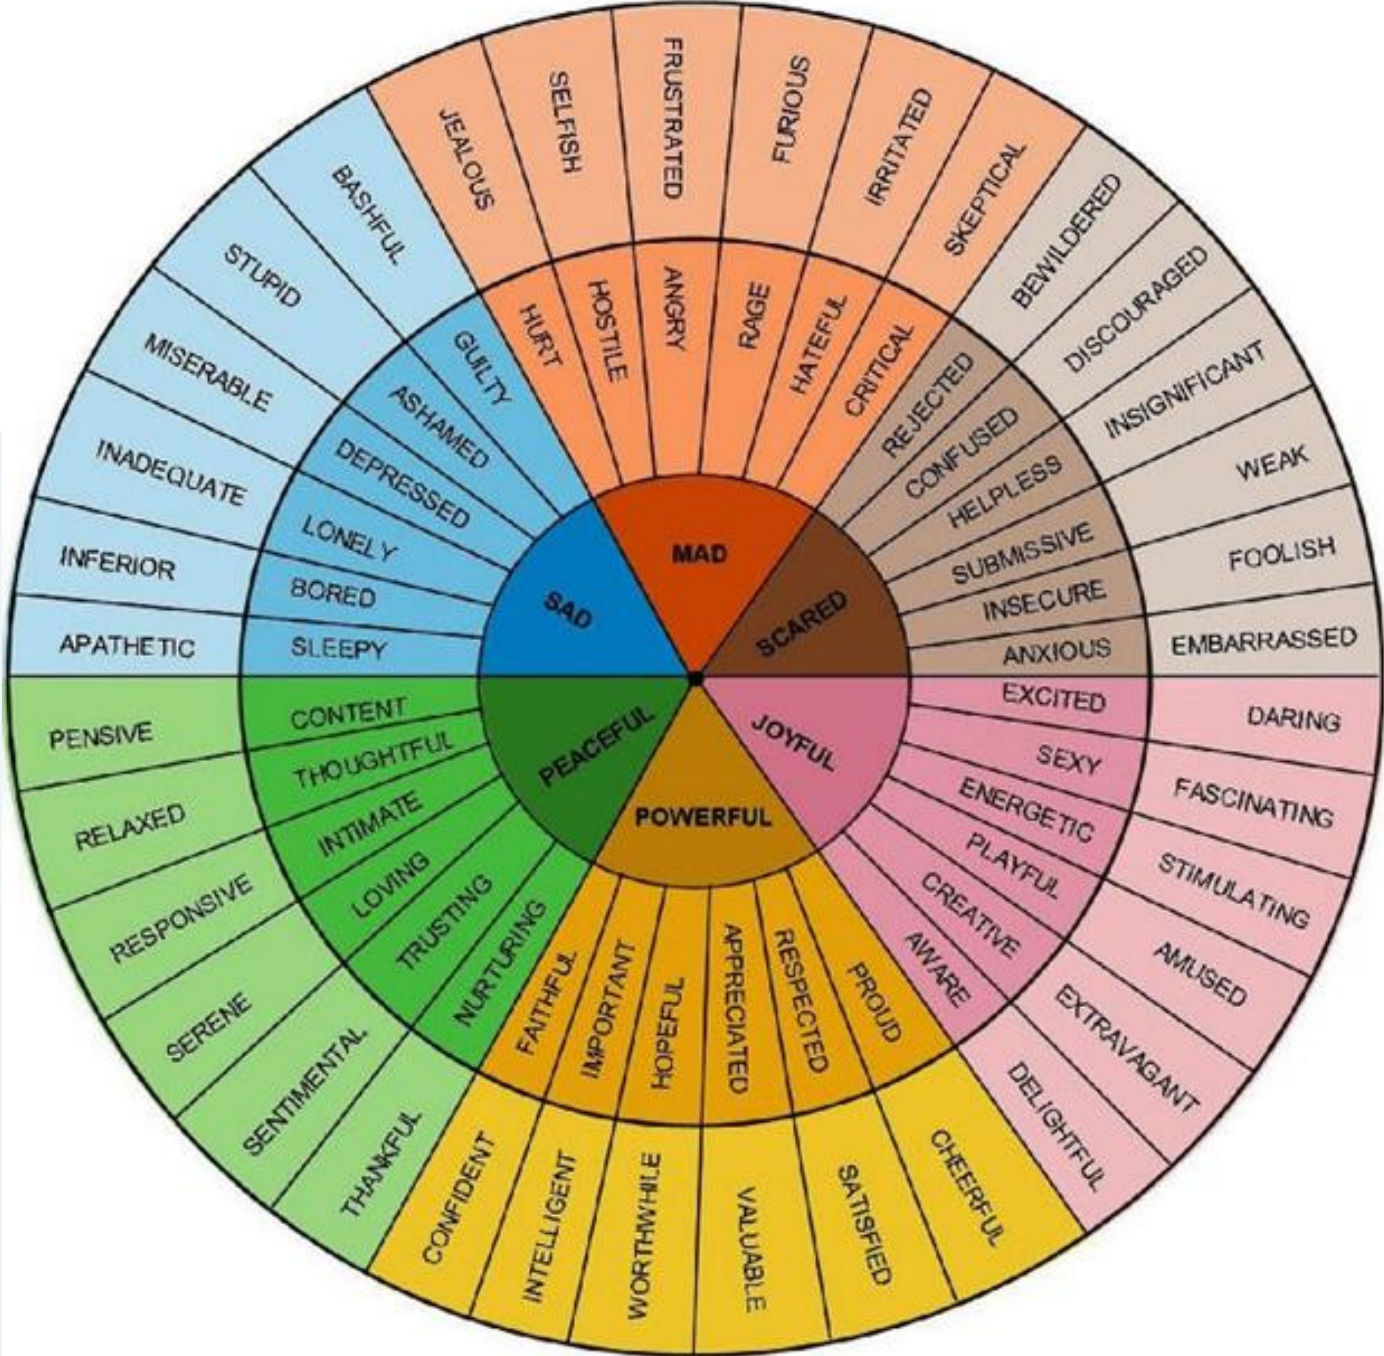 MAD
SCARED
JOYFUL
POWERFUL
PEACEFUL
SAD
HURT
HOSTILE
ANGRY
RAGE
HATEFUL
CRITICAL
REJECTED
CONFUSED
HELPLESS
SUBMISSIVE
INSECURE
ANXIOUS
EXCITED
SEXY
ENERGETIC
PLAYFUL
CREATIVE
AWARE
PROUD
RESPECTED
APPRECIATED
HOPEFUL
IMPORTANT
FAITHFUL
NURTURING
TRUSTING
LOVING
INTIMATE
THOUGHTFUL
CONTENT
SLEEPY
BORED
LONELY
DEPRESSED
ASHAMED
GUILTY
JEALOUS
SELFISH
FRUSTRATED
FURIOUS
IRRITATED
SKEPTICAL
BEWILDERED
DISCOURAGED
INSIGNIFICANT
WEAK
FOOLISH
EMBARRASSED
DARING
FASCINATING
STIMULATING
AMUSED
EXTRAVAGANT
DELIGHTFUL
CHEERFUL
SATISFIED
VALUABLE
WORTHWHILE
INTELLIGENT
CONFIDENT
THANKFUL
SENTIMENTAL
SERENE
RESPONSIVE
RELAXED
PENSIVE
APATHETIC
INFERIOR
INADEQUATE
MISERABLE
STUPID
BASHFUL